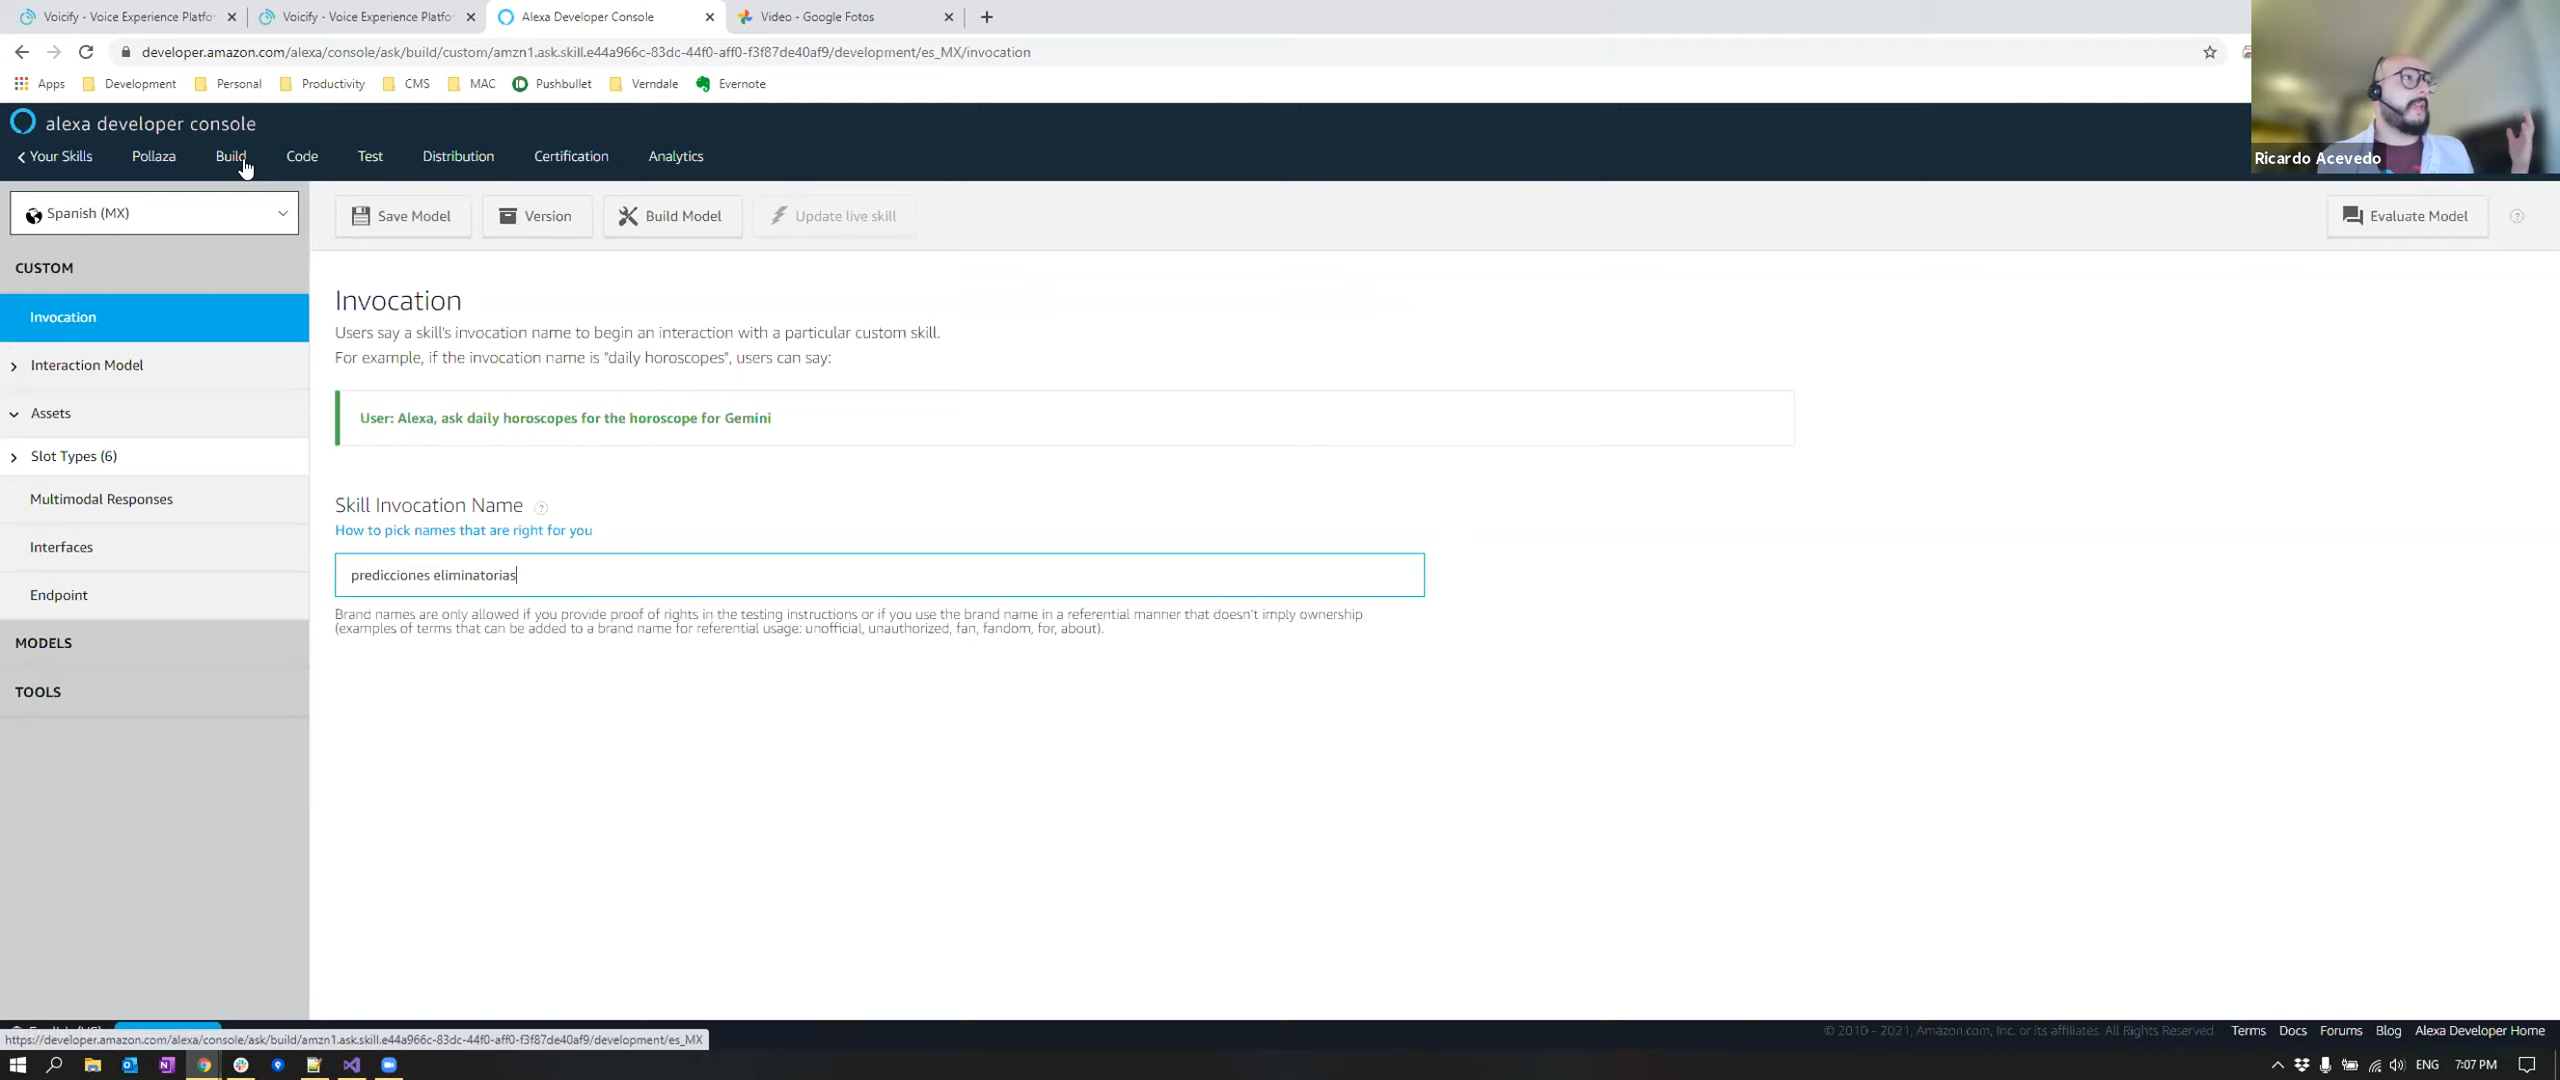 Voicify - Voice Experience Platfo
Voicify - Voice Experience Platfo
Alexa Developer Console
Video - Google Fotos
developer.amazon.com/alexa/console/ask/build/custom/amzn1.ask.skill.e44a966c-83dc-44f0-aff0-f3f87de40af9/development/es_MX/invocation
Apps
Development
Personal
Productivity
CMS
MAC
Pushbullet
Verndale
Evernote
alexa developer console
Your Skills
Pollaza
Build
Code
Test
Distribution
Certification
Analytics
Ricardo Acevedo
Spanish (MX)
Save Model
Version
Build Model
Update live skill
Evaluate Model
CUSTOM
Invocation
Interaction Model
Assets
Slot Types (6)
Multimodal Responses
Interfaces
Endpoint
MODELS
TOOLS
Invocation
Users say a skill's invocation name to begin an interaction with a particular custom skill.
For example, if the invocation name is "daily horoscopes", users can say:
User: Alexa, ask daily horoscopes for the horoscope for Gemini
Skill Invocation Name
How to pick names that are right for you
predicciones eliminatorias
Brand names are only allowed if you provide proof of rights in the testing instructions or if you use the brand name in a referential manner that doesn't imply ownership
(examples of terms that can be added to a brand name for referential usage: unofficial, unauthorized, fan, fandom, for, about).
© 2010 - 2021, Amazon.com, Inc. or its affiliates. All Rights Reserved.
Terms
Docs
Forums
Blog
Alexa Developer Home
https://developer.amazon.com/alexa/console/ask/build/amzn1.ask.skill.e44a966c-83dc-44f0-aff0-f3f87de40af9/development/es_MX
ENG
7:07 PM